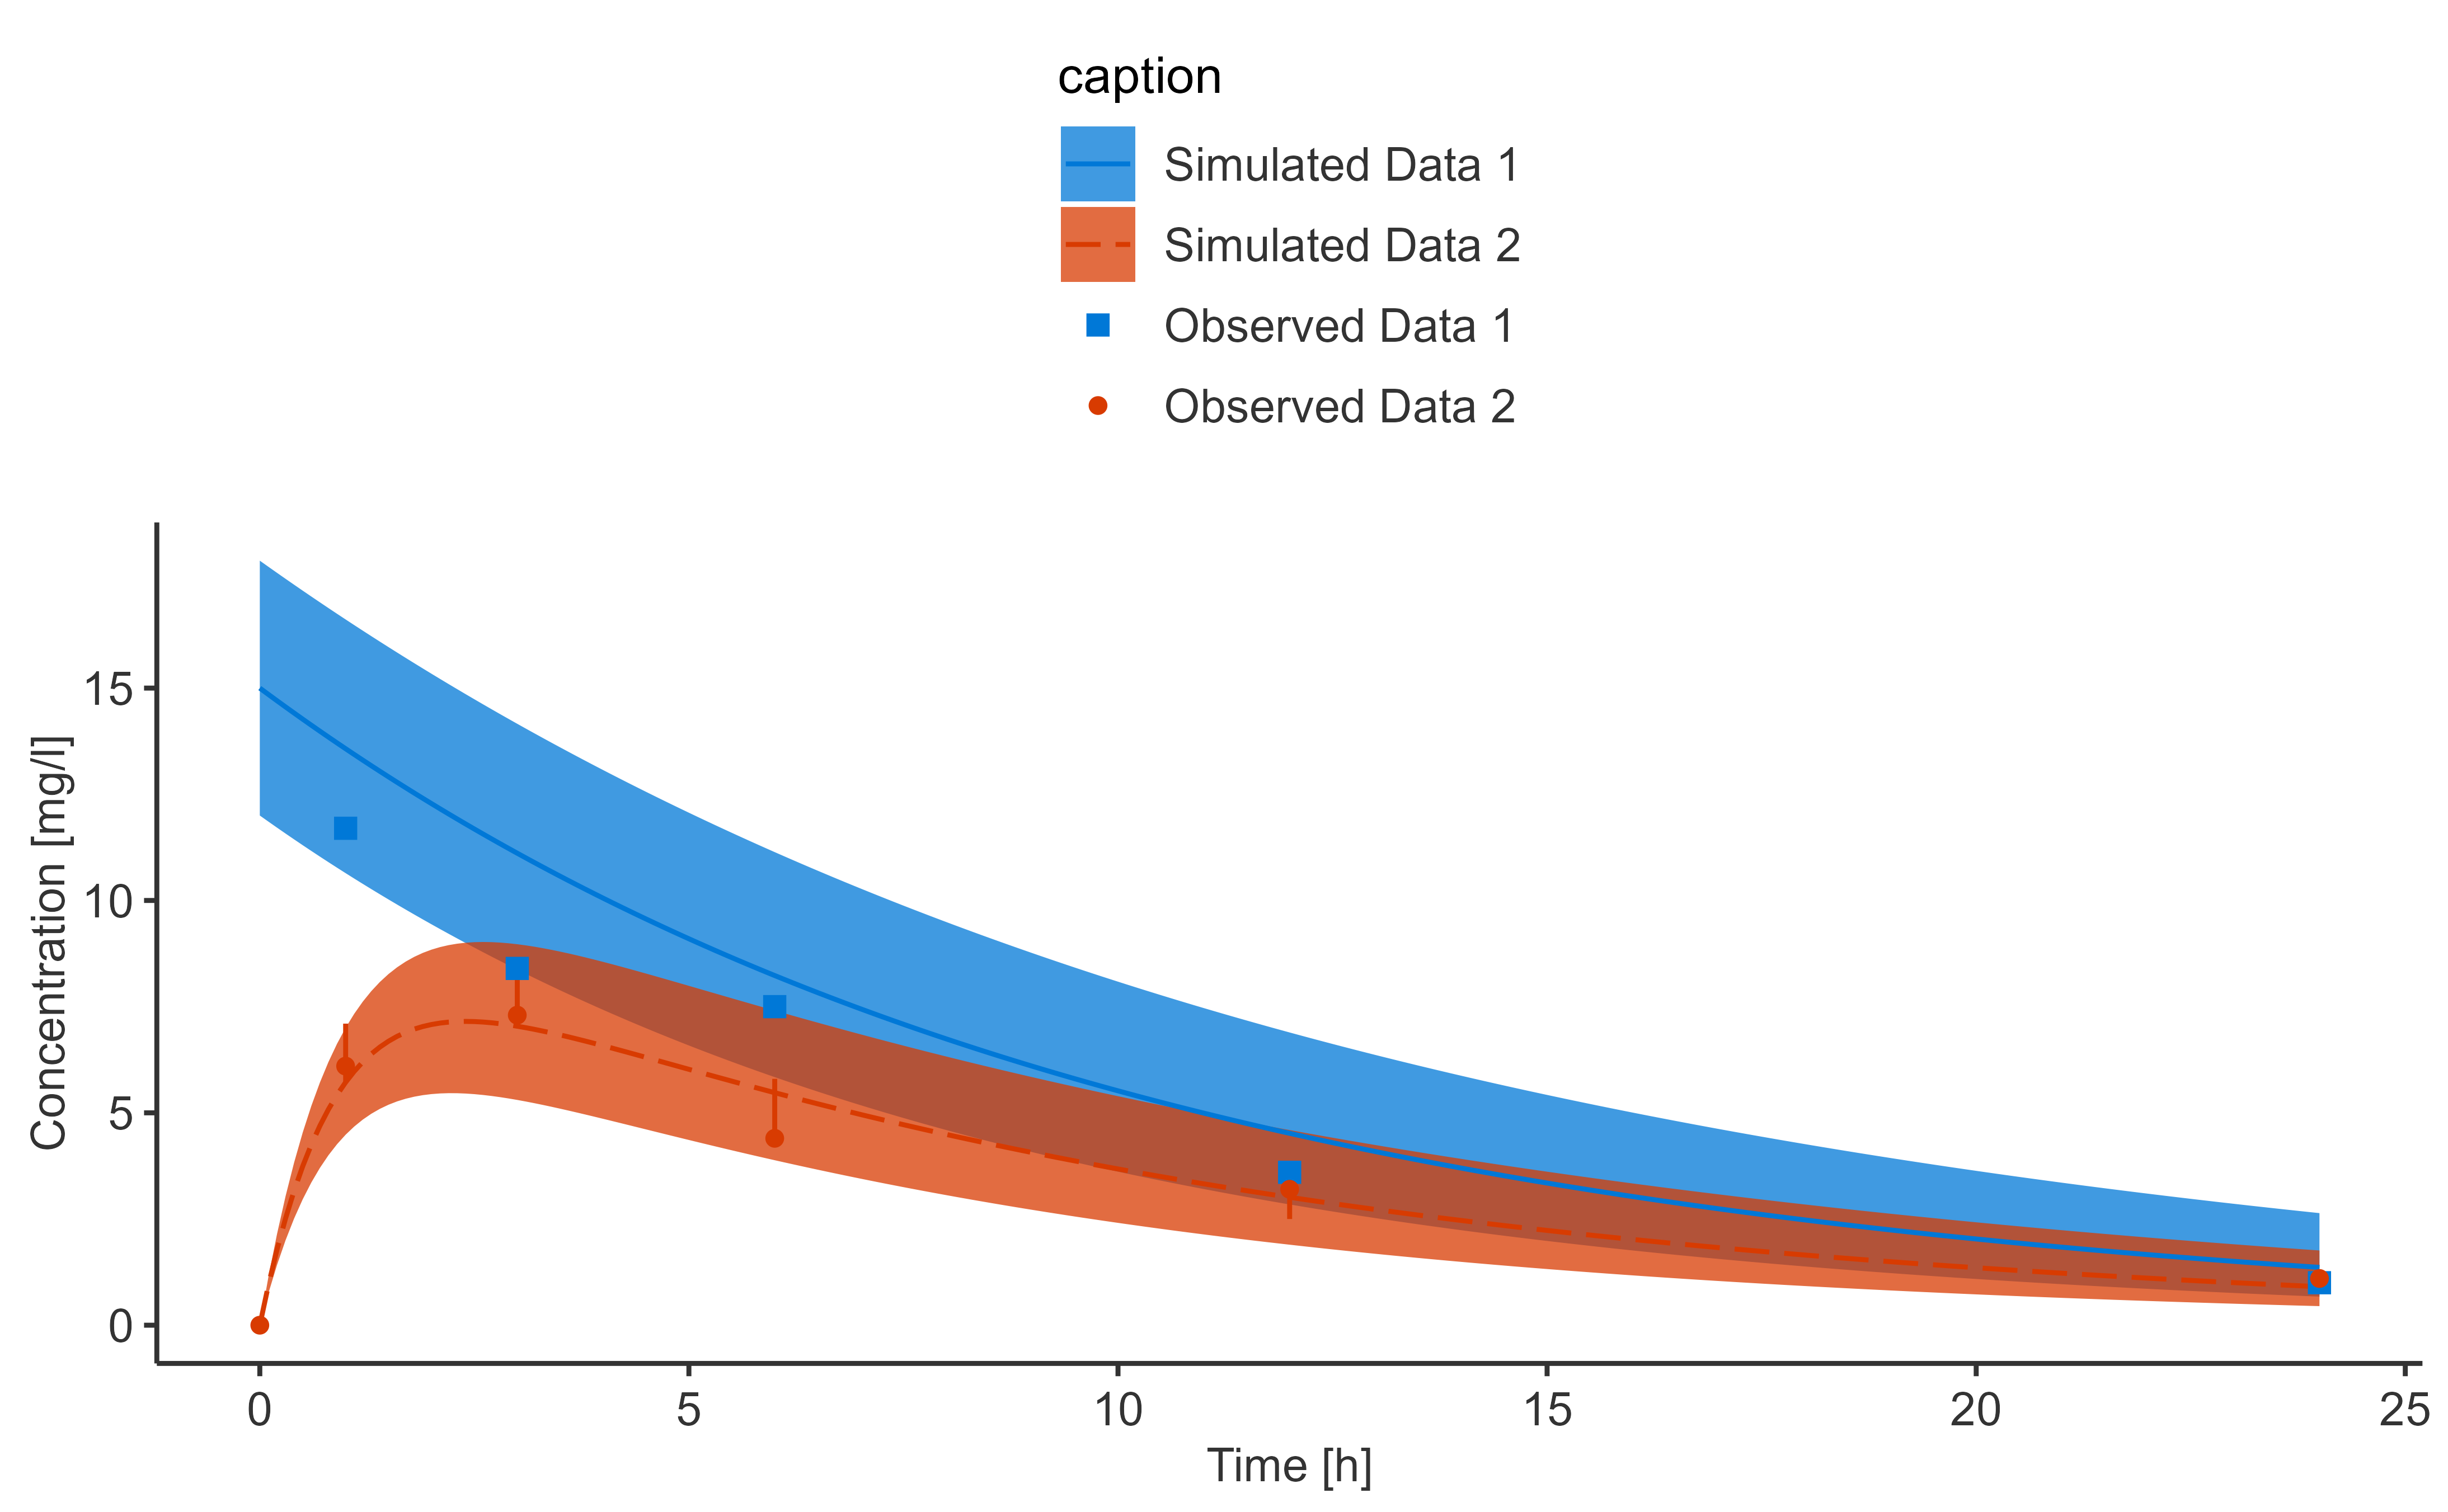 caption
Simulated Data 1
Simulated Data 2
Observed Data 1
Observed Data 2
Concentration [mg/l]
15
10
5
0
0 5 10 15 20 25
Time [h]